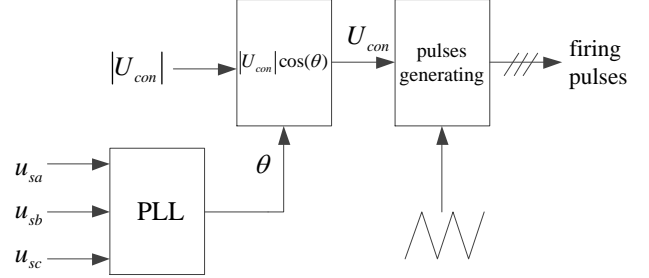 |U_con|
|U_con| cos(θ)
U_con
pulses
generating
firing
pulses
θ
u_sa
u_sb
u_sc
PLL